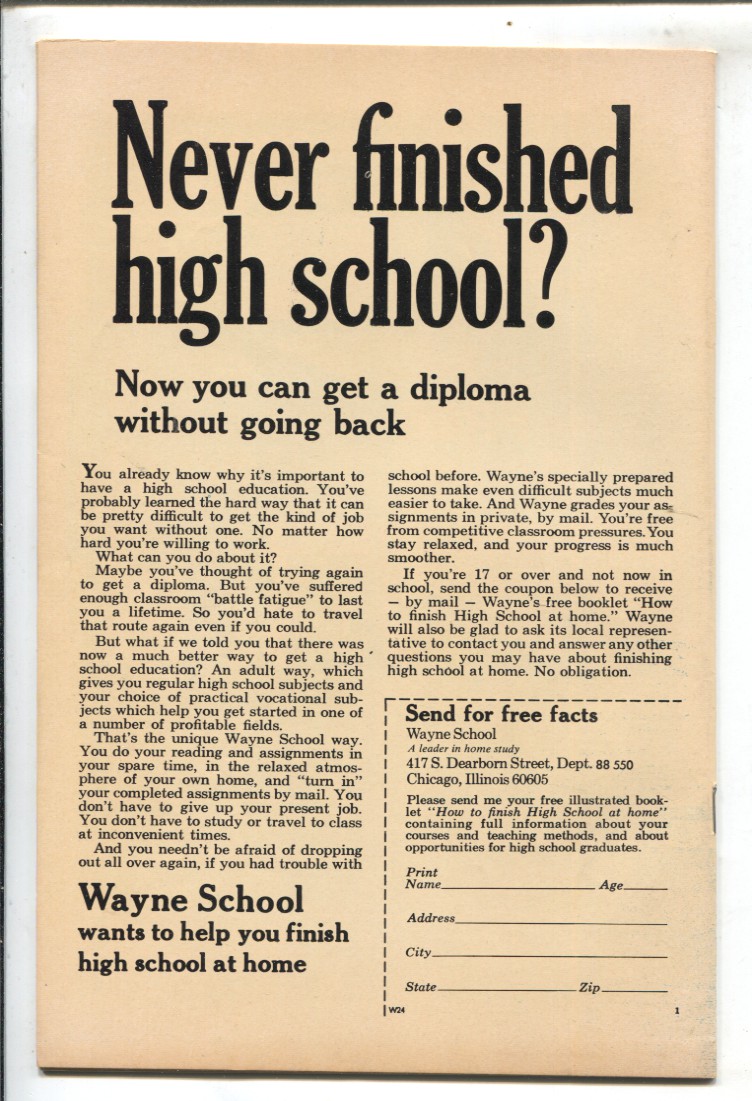 Never finished
high school?
Now you can get a diploma
without going back
You already know why it's important to
have a high school education. You've
probably learned the hard way that it can
be pretty difficult to get the kind of job
you want without one. No matter how
hard you're willing to work.
What can you do about it?
Maybe you've thought of trying again
to get a diploma. But you've suffered
enough classroom "battle fatigue" to last
you a lifetime. So you'd hate to travel
that route again even if you could.
But what if we told you that there was
now a much better way to get a high
school education? An adult way, which
gives you regular high school subjects and
your choice of practical vocational sub-
jects which help you get started in one of
a number of profitable fields.
That's the unique Wayne School way.
You do your reading and assignments in
your spare time, in the relaxed atmos-
phere of your own home, and "turn in"
your completed assignments by mail. You
don't have to give up your present job.
You don't have to study or travel to class
at inconvenient times.
And you needn't be afraid of dropping
out all over again, if you had trouble with
school before. Wayne's specially prepared
lessons make even difficult subjects much
easier to take. And Wayne grades your as-
signments in private, by mail. You're free
from competitive classroom pressures. You
stay relaxed, and your progress is much
smoother.
If you're 17 or over and not now in
school, send the coupon below to receive
— by mail — Wayne's free booklet "How
to finish High School at home." Wayne
will also be glad to ask its local represen-
tative to contact you and answer any other
questions you may have about finishing
high school at home. No obligation.
Wayne School
wants to help you finish
high school at home
Send for free facts
Wayne School
A leader in home study
417 S. Dearborn Street, Dept. 88 550
Chicago, Illinois 60605
Please send me your free illustrated book-
let "How to finish High School at home"
containing full information about your
courses and teaching methods, and about
opportunities for high school graduates.
Print
Name Age
Address
City
State Zip
W24 1